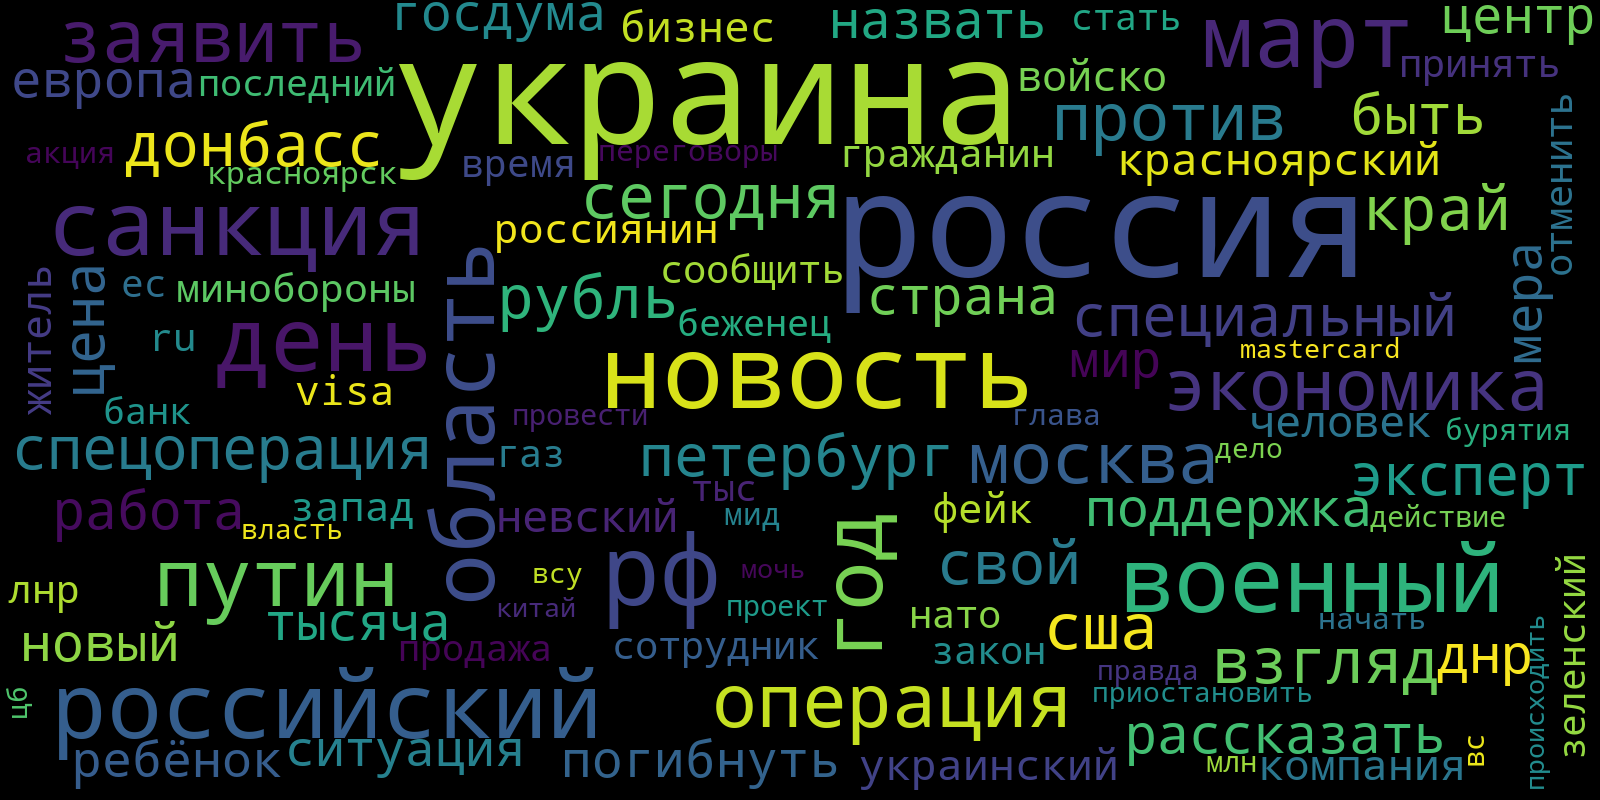 заявить
госдума
бизнес
назвать
стать
март
центр
европа
последний
украина
войско
принять
донбасс
против
быть
отменить
акция
красноярск
время
переговоры
гражданин
красноярский
санкция
сегодня
россия
край
россиянин
житель
цена
ес
минобороны
область
рубль
сообщить
страна
специальный
мера
беженец
ru
день
новость
мир
mastercard
экономика
visa
банк
провести
глава
человек
бурятия
спецоперация
газ
петербург
москва
дело
эксперт
работа
запад
власть
невский
тыс
мид
фейк
поддержка
действие
год
путин
рф
свой
военный
лнр
всу
мочь
зеленский
китай
проект
нато
начать
новый
тысяча
продажа
сотрудник
закон
сша
правда
взгляд
днр
происходить
цб
российский
операция
приостановить
ребёнок
ситуация
погибнуть
украинский
рассказать
млн
компания
вс